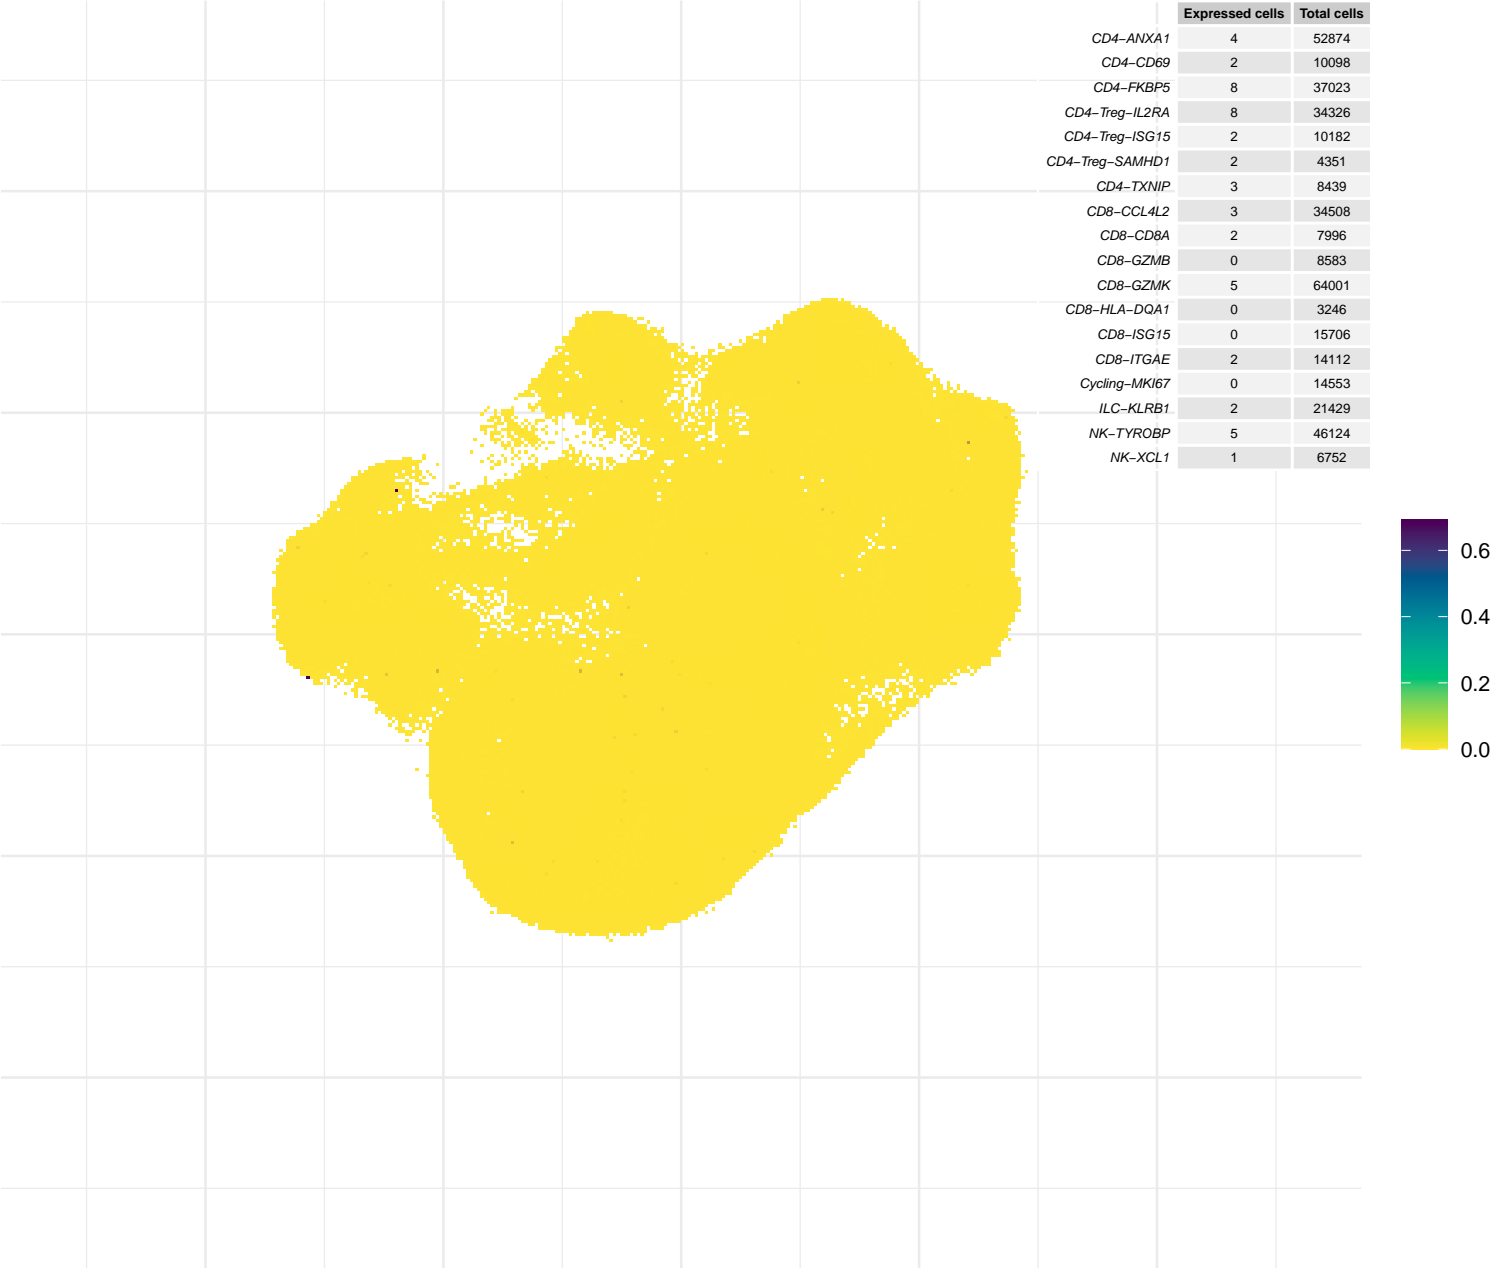 Expressed cells Total cells
CD4−ANXA1 4 52874
CD4−CD69 2 10098
CD4−FKBP5 8 37023
CD4−Treg−IL2RA 8 34326
CD4−Treg−ISG15 2 10182
CD4−Treg−SAMHD1 2 4351
CD4−TXNIP 3 8439
CD8−CCL4L2 3 34508
CD8−CD8A 2 7996
CD8−GZMB 0 8583
CD8−GZMK 5 64001
CD8−HLA−DQA1 0 3246
CD8−ISG15 0 15706
CD8−ITGAE 2 14112
Cycling−MKI67 0 14553
ILC−KLRB1 2 21429
NK−TYROBP 5 46124
NK−XCL1 1 6752
0.6
0.4
0.2
0.0